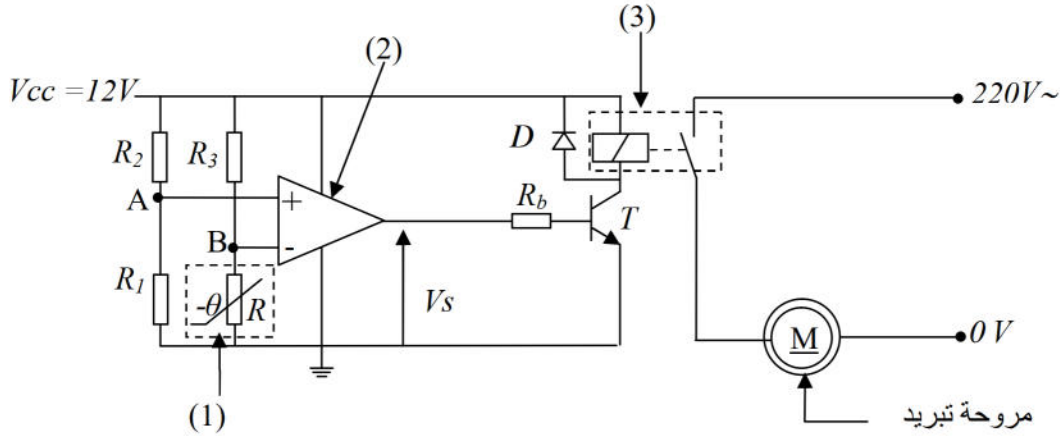 (3)
(2)
Vcc =12V
220V~
D
R2 R3
A
+
Rb
T
B
-
R1
-θ R
Vs
M
0 V
(1)
مروحة تبريد